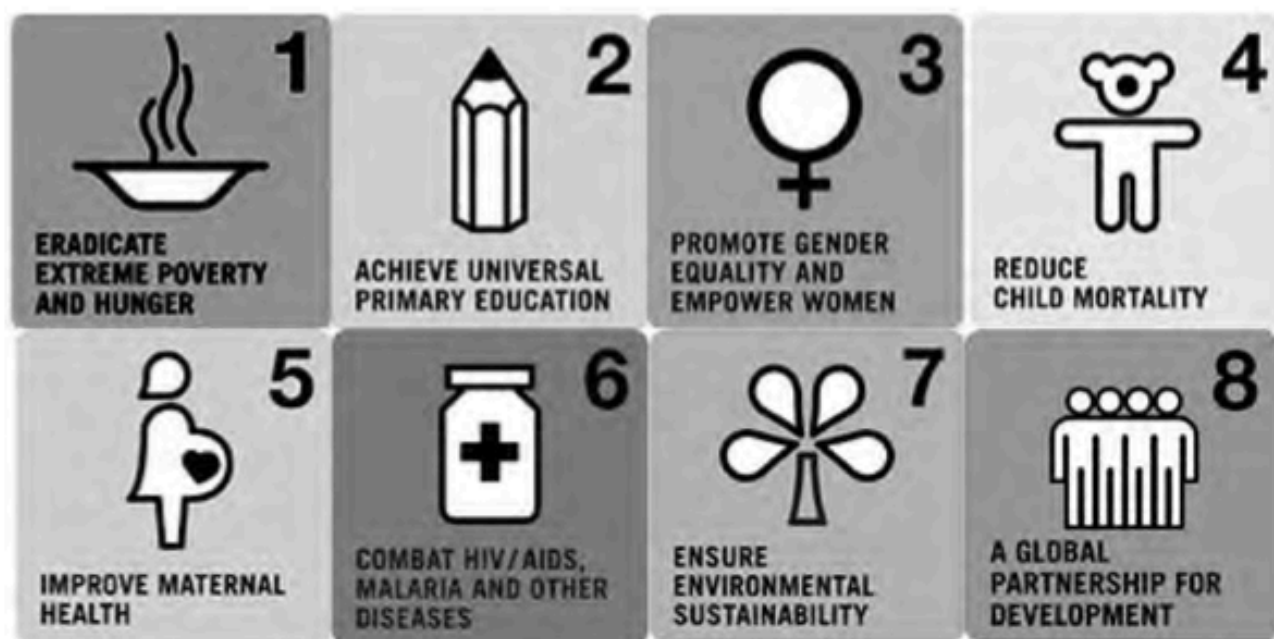 1
ERADICATE
EXTREME POVERTY
AND HUNGER
2
ACHIEVE UNIVERSAL
PRIMARY EDUCATION
3
PROMOTE GENDER
EQUALITY AND
EMPOWER WOMEN
4
REDUCE
CHILD MORTALITY
5
IMPROVE MATERNAL
HEALTH
6
COMBAT HIV/AIDS,
MALARIA AND OTHER
DISEASES
7
ENSURE
ENVIRONMENTAL
SUSTAINABILITY
8
A GLOBAL
PARTNERSHIP FOR
DEVELOPMENT